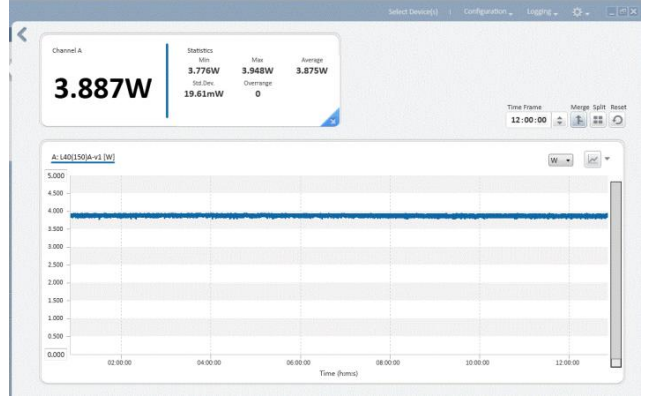 Select Device(s) | Configuration Logging
Channel A
3.887W
Statistics
Min Max Average
3.776W 3.948W 3.875W
Std.Dev. Overrange
19.61mW 0
Time Frame Merge Split Reset
12:00:00
A: L40(150)A-v1 [W]
W
5.000
4.500
4.000
3.500
3.000
2.500
2.000
1.500
1.000
0.500
0.000
02:00:00 04:00:00 06:00:00 08:00:00 10:00:00 12:00:00
Time (h:m:s)